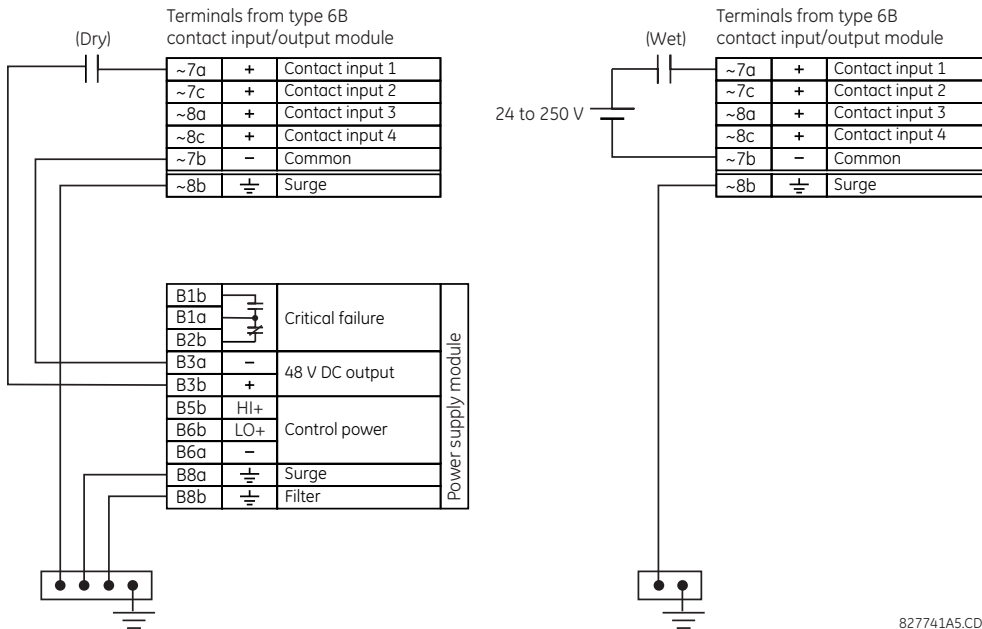 Terminals from type 6B
contact input/output module
(Dry)
~7a + Contact input 1
~7c + Contact input 2
~8a + Contact input 3
~8c + Contact input 4
~7b – Common
~8b Surge
B1b
B1a Critical failure
B2b
B3a –
48 V DC output
B3b +
B5b HI+
B6b LO+ Control power
B6a –
B8a Surge
B8b Filter
Power supply module
Terminals from type 6B
contact input/output module
(Wet)
24 to 250 V
~7a + Contact input 1
~7c + Contact input 2
~8a + Contact input 3
~8c + Contact input 4
~7b – Common
~8b Surge
827741A5.CD